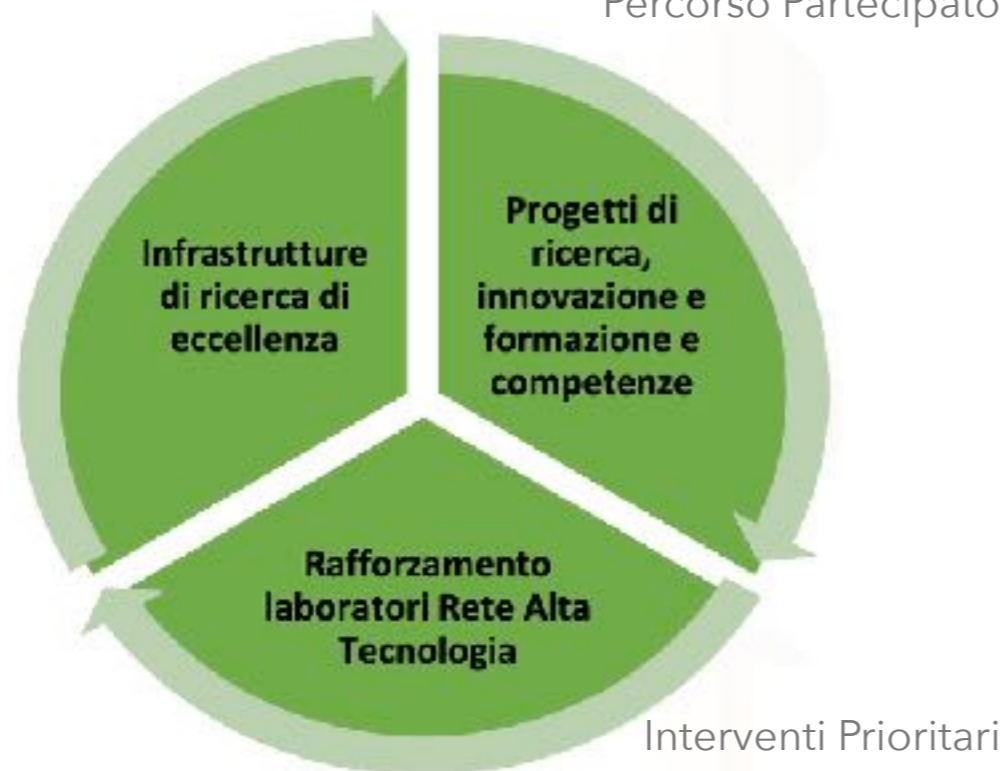 Percorso Partecipato
Infrastrutture
di ricerca di
eccellenza
Progetti di
ricerca,
innovazione e
formazione e
competenze
Rafforzamento
laboratori Rete Alta
Tecnologia
Interventi Prioritari